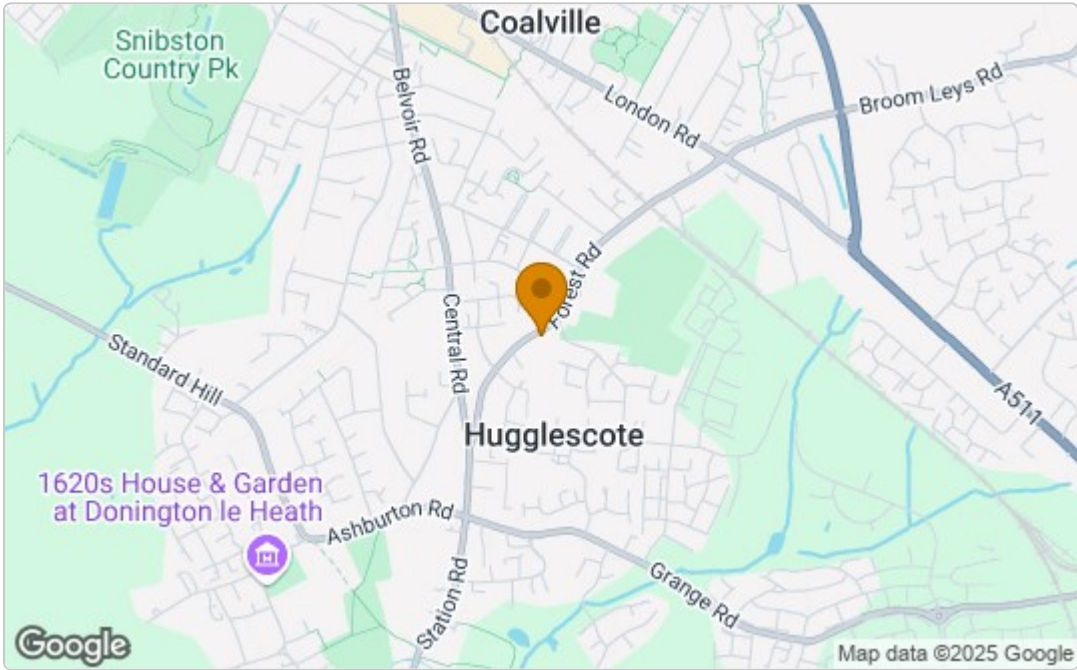 Coalville
Snibston
Country Pk
Belvoir Rd
London Rd
Broom Leys Rd
Forest Rd
Central Rd
Standard Hill
A511
Hugglescote
1620s House & Garden
at Donington le Heath
Ashburton Rd
Station Rd
Grange Rd
Google
Map data ©2025 Google